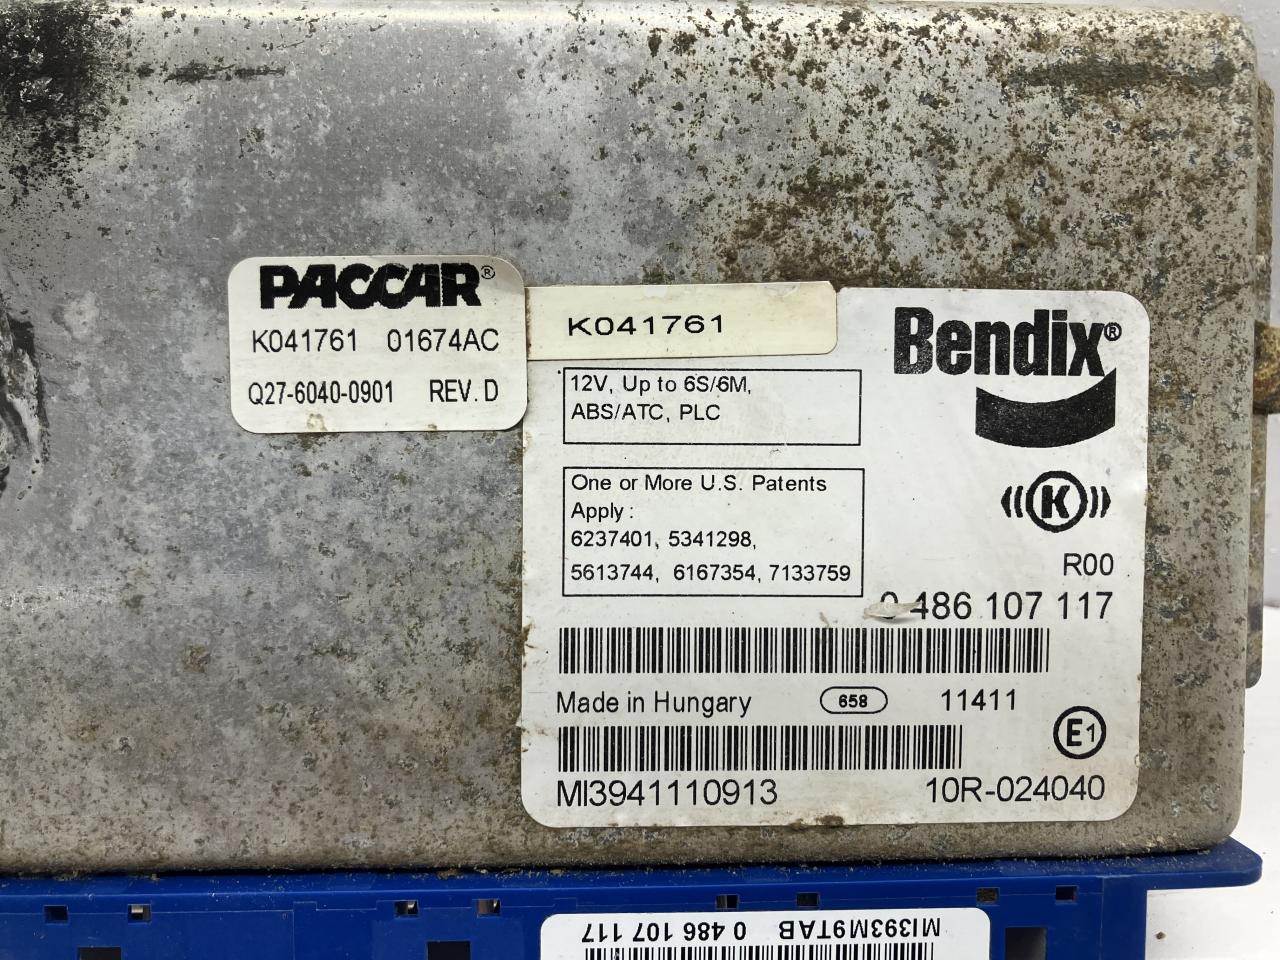 PACCAR®
K041761 01674AC
Q27-6040-0901 REV. D
K041761
Bendix®
12V, Up to 6S/6M,
ABS/ATC, PLC
One or More U.S. Patents
Apply :
6237401, 5341298,
5613744, 6167354, 7133759
K
R00
0 486 107 117
Made in Hungary 658 11411
E1
MI3941110913 10R-024040
MI393M9TAB 0 486 107 117